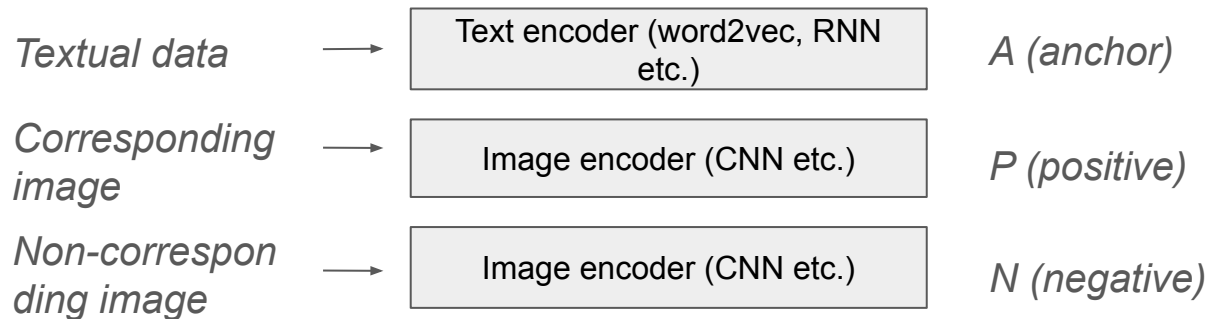 Textual data
Text encoder (word2vec, RNN
etc.)
A (anchor)
Corresponding
image
Image encoder (CNN etc.)
P (positive)
Non-correspon
ding image
Image encoder (CNN etc.)
N (negative)